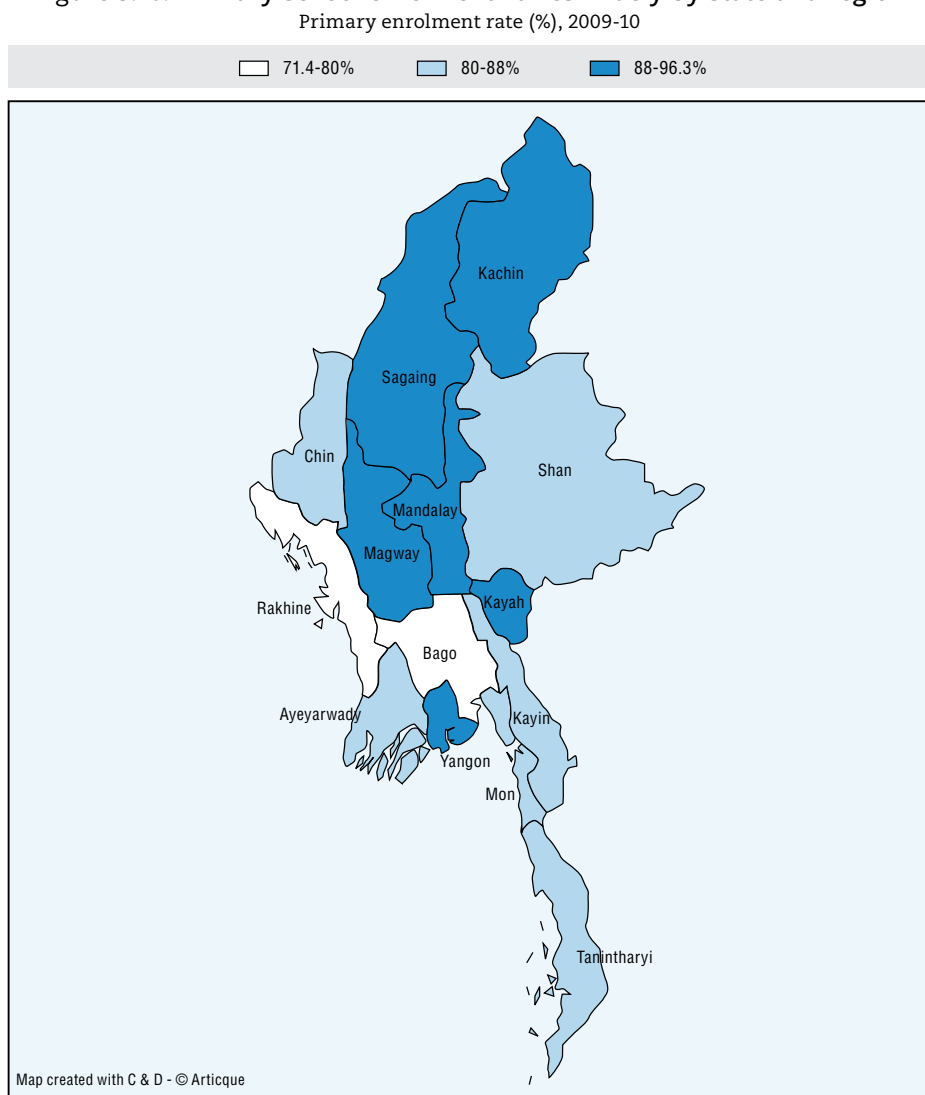 Primary enrolment rate (%), 2009-10
71.4-80% 80-88% 88-96.3%
Kachin
Sagaing
Chin
Shan
Mandalay
Magway
Kayah
Rakhine
Bago
Ayeyarwady
Kayin
Yangon
Mon
Tanintharyi
Map created with C & D - © Articque